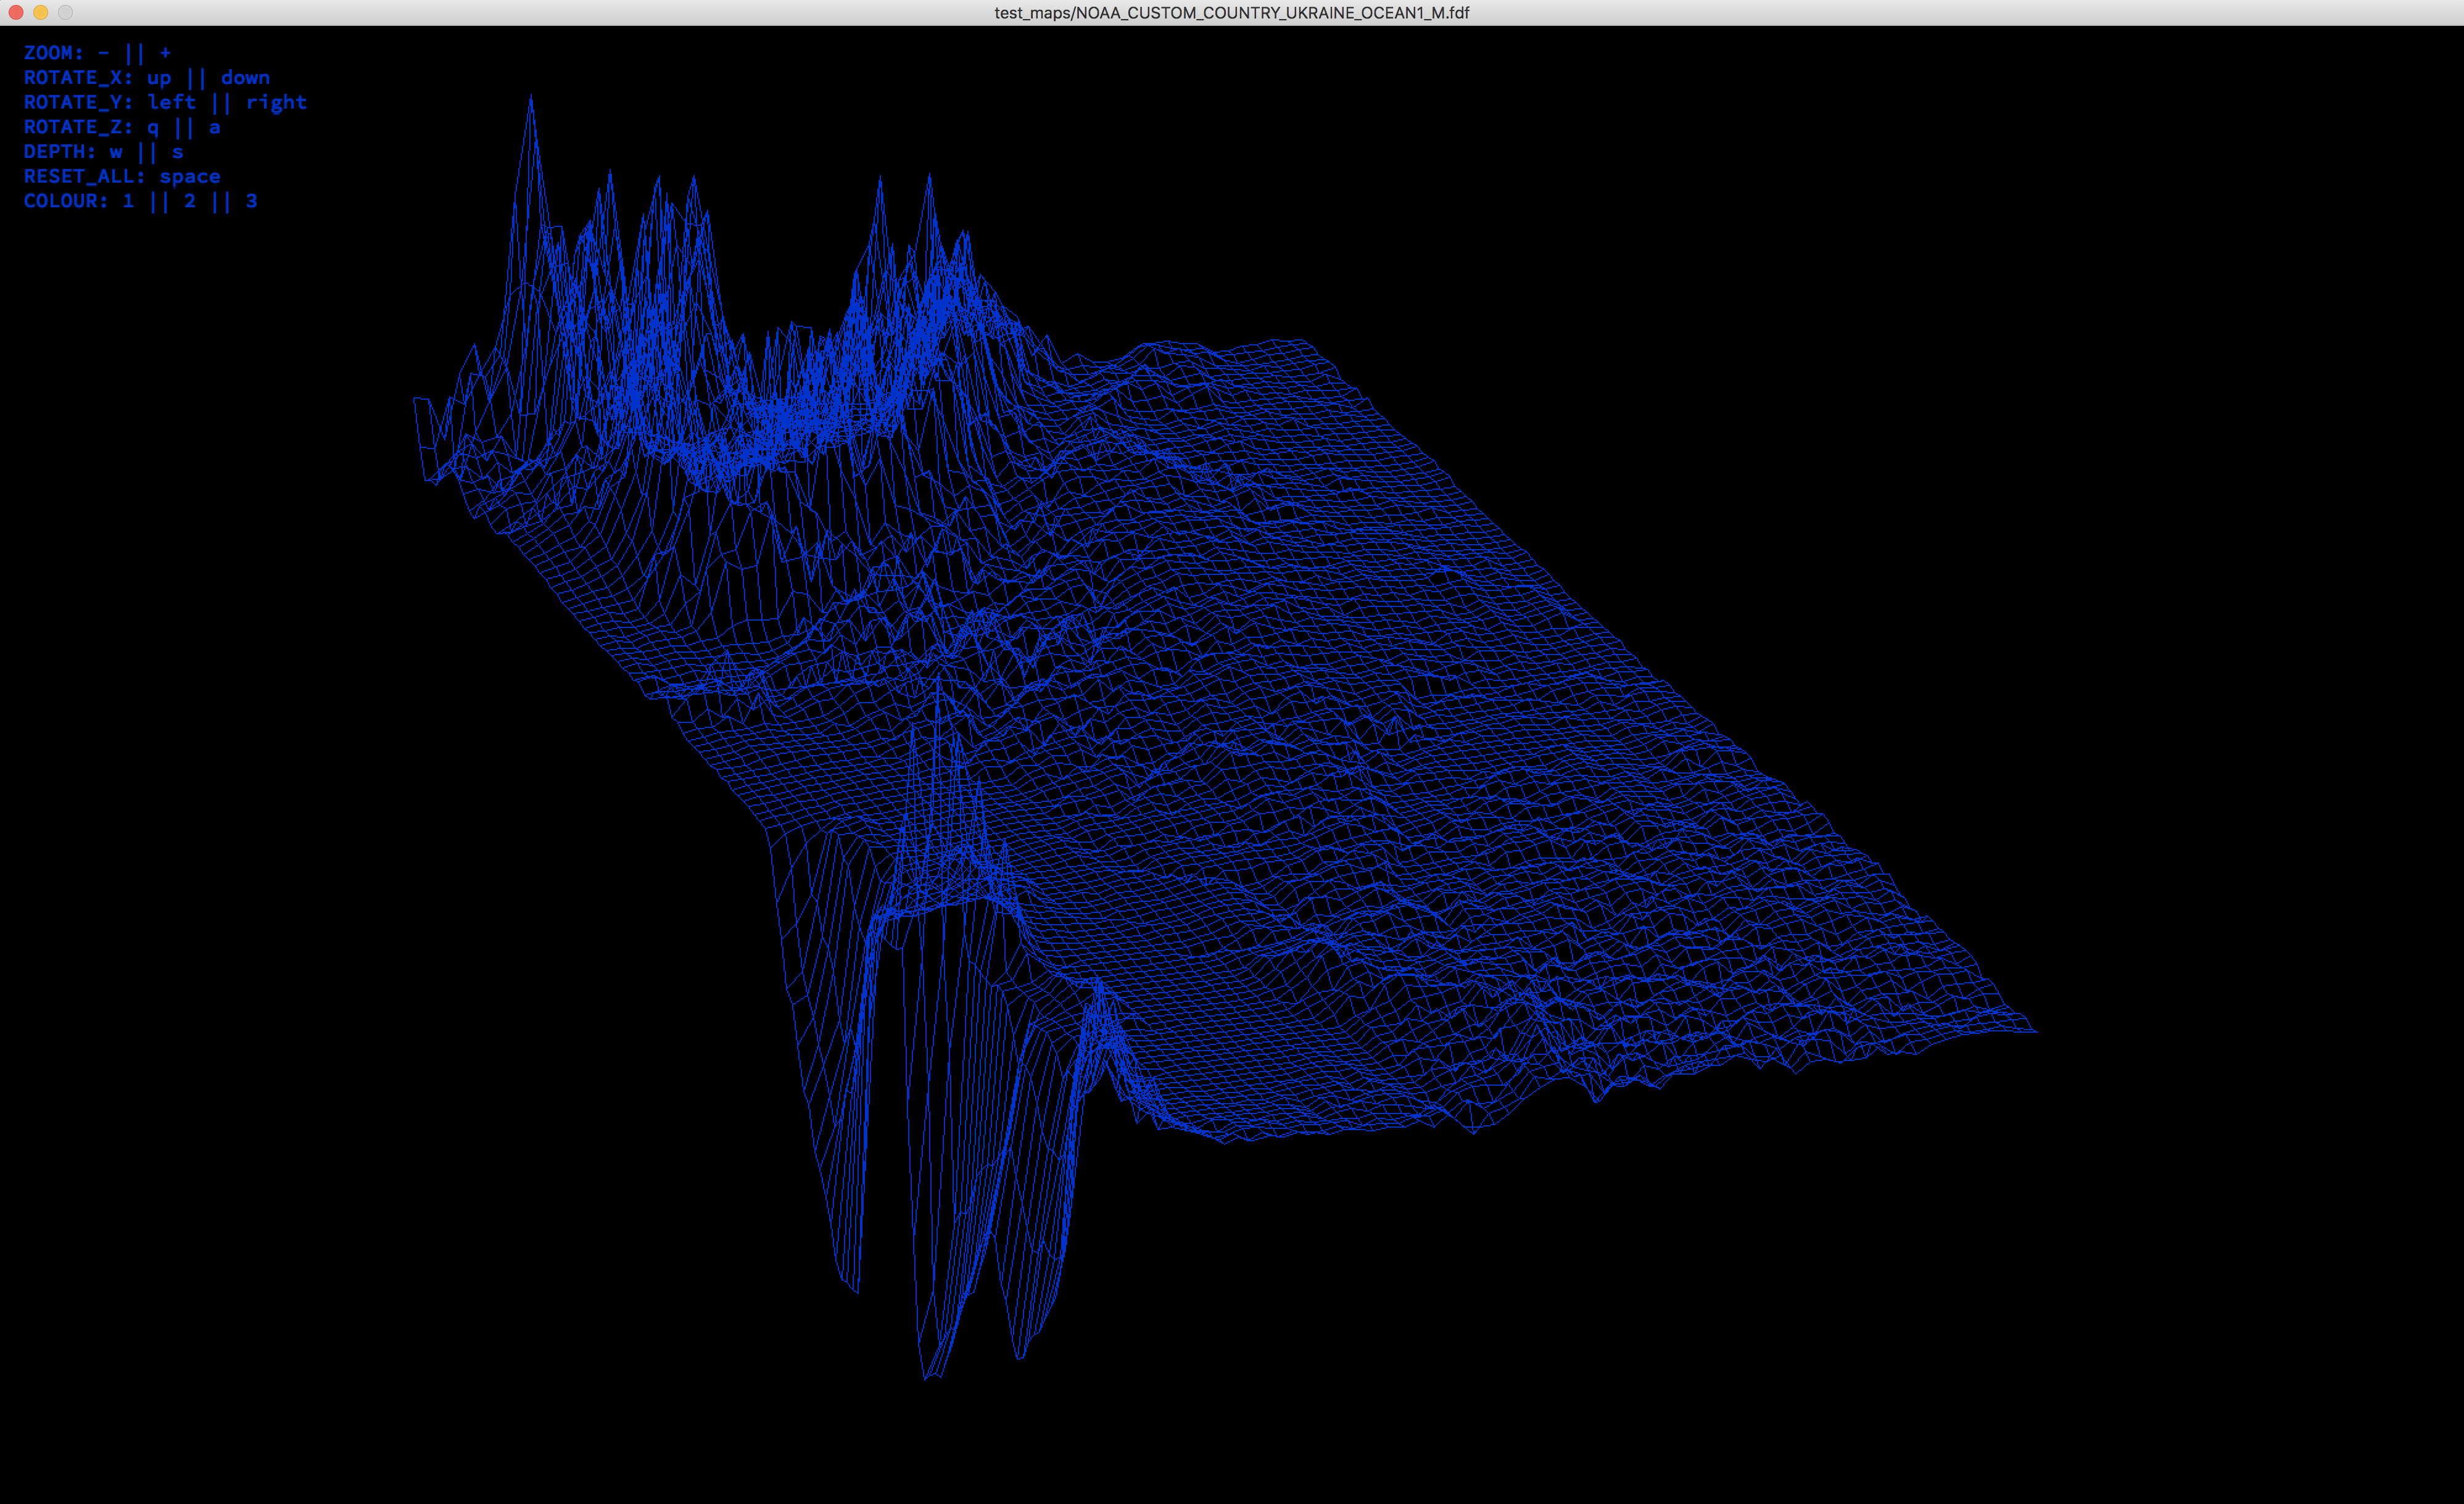 test_maps/NOAA_CUSTOM_COUNTRY_UKRAINE_OCEAN1_M.fdf
ZOOM: - || +
ROTATE_X: up || down
ROTATE_Y: left || right
ROTATE_Z: q || a
DEPTH: w || s
RESET_ALL: space
COLOUR: 1 || 2 || 3